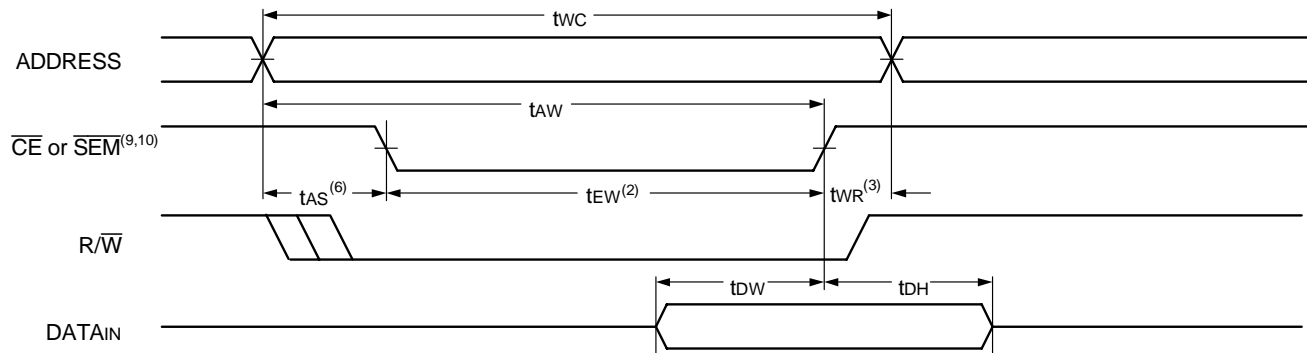 tWC
ADDRESS
tAW
CE or SEM(9,10)
tAS(6)
tEW(2)
tWR(3)
R/W
tDW
tDH
DATAIN